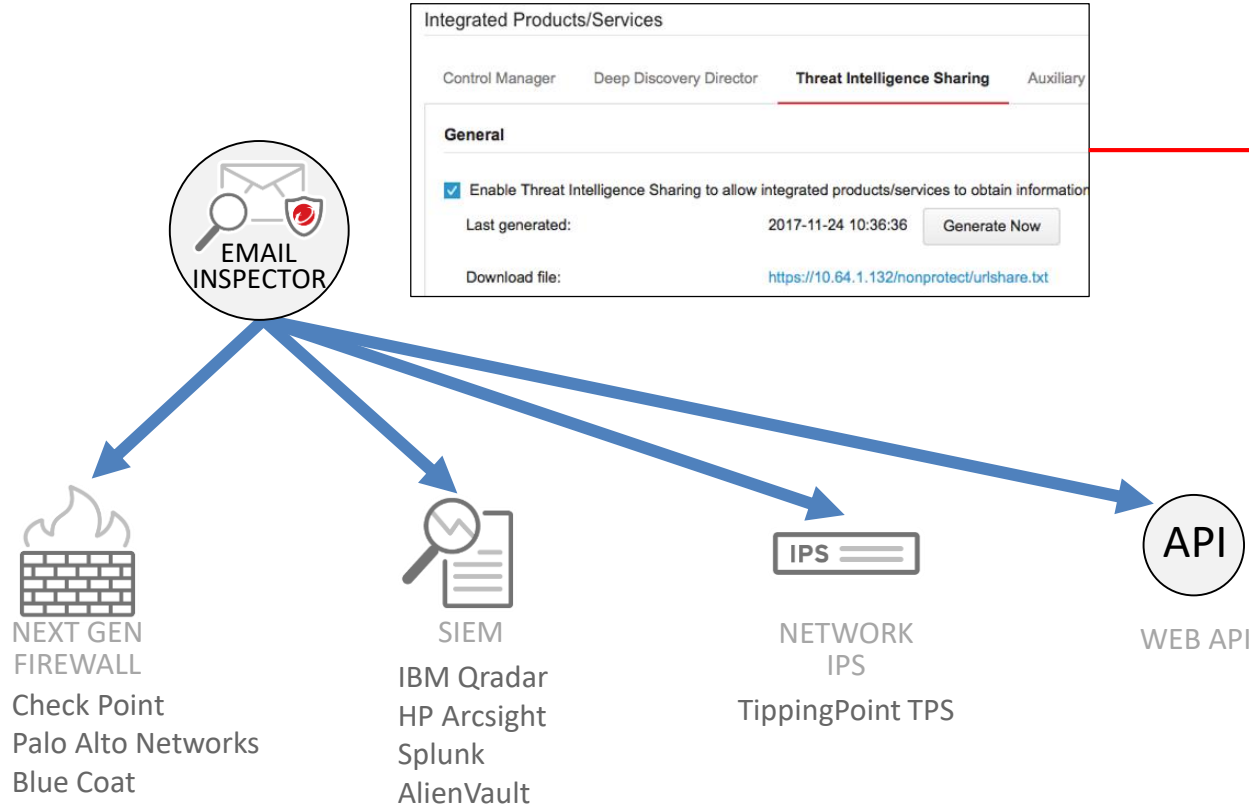 Integrated Products/Services
Control Manager Deep Discovery Director Threat Intelligence Sharing Auxiliary
General
Enable Threat Intelligence Sharing to allow integrated products/services to obtain information
Last generated: 2017-11-24 10:36:36 Generate Now
Download file: https://10.64.1.132/nonprotect/urlshare.txt
EMAIL
INSPECTOR
NEXT GEN
FIREWALL
Check Point
Palo Alto Networks
Blue Coat
SIEM
IBM Qradar
HP Arcsight
Splunk
AlienVault
IPS
NETWORK
IPS
TippingPoint TPS
API
WEB API